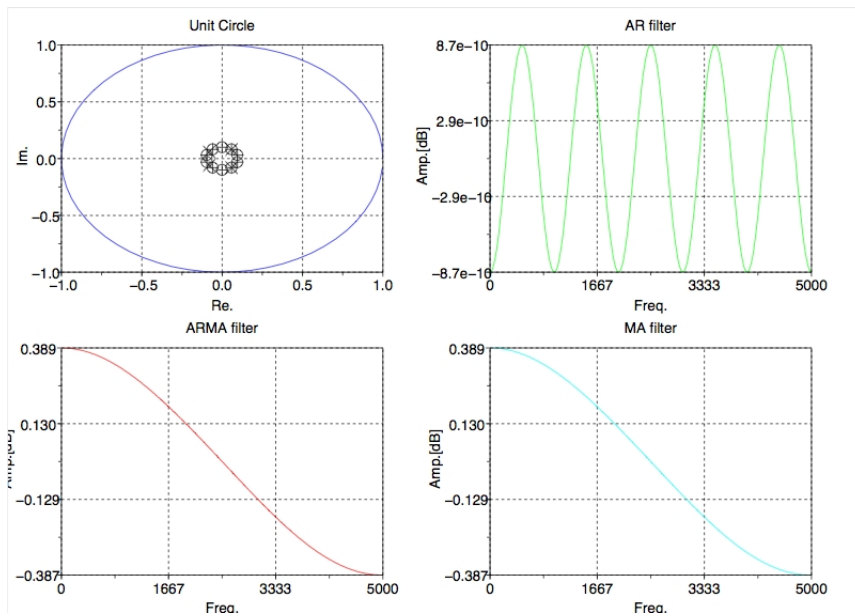 Unit Circle
1.0
0.5
0.0
−0.5
−1.0
Im.
−1.0 −0.5 0.0 0.5 1.0
Re.
AR filter
8.7e−10
2.9e−10
−2.9e−10
−8.7e−10
Amp.[dB]
0 1667 3333 5000
Freq.
ARMA filter
0.389
0.130
−0.129
−0.387
Amp.[dB]
0 1667 3333 5000
Freq.
MA filter
0.389
0.130
−0.129
−0.387
Amp.[dB]
0 1667 3333 5000
Freq.